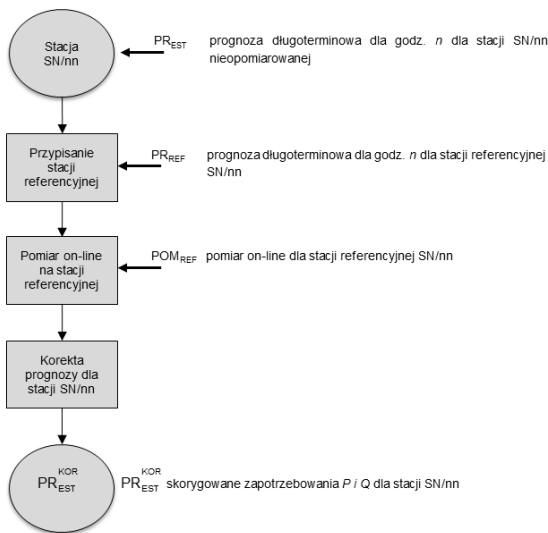 Stacja
SN/nn
PR_EST prognoza długoterminowa dla godz. n dla stacji SN/nn
nieopomiarowanej
Przypisanie
stacji
referencyjnej
PR_REF prognoza długoterminowa dla godz. n dla stacji referencyjnej
SN/nn
Pomiar on-line
na stacji
referencyjnej
POM_REF pomiar on-line dla stacji referencyjnej SN/nn
Korekta
prognozy dla
stacji SN/nn
PR_EST^KOR
PR_EST^KOR skorygowane zapotrzebowania P i Q dla stacji SN/nn